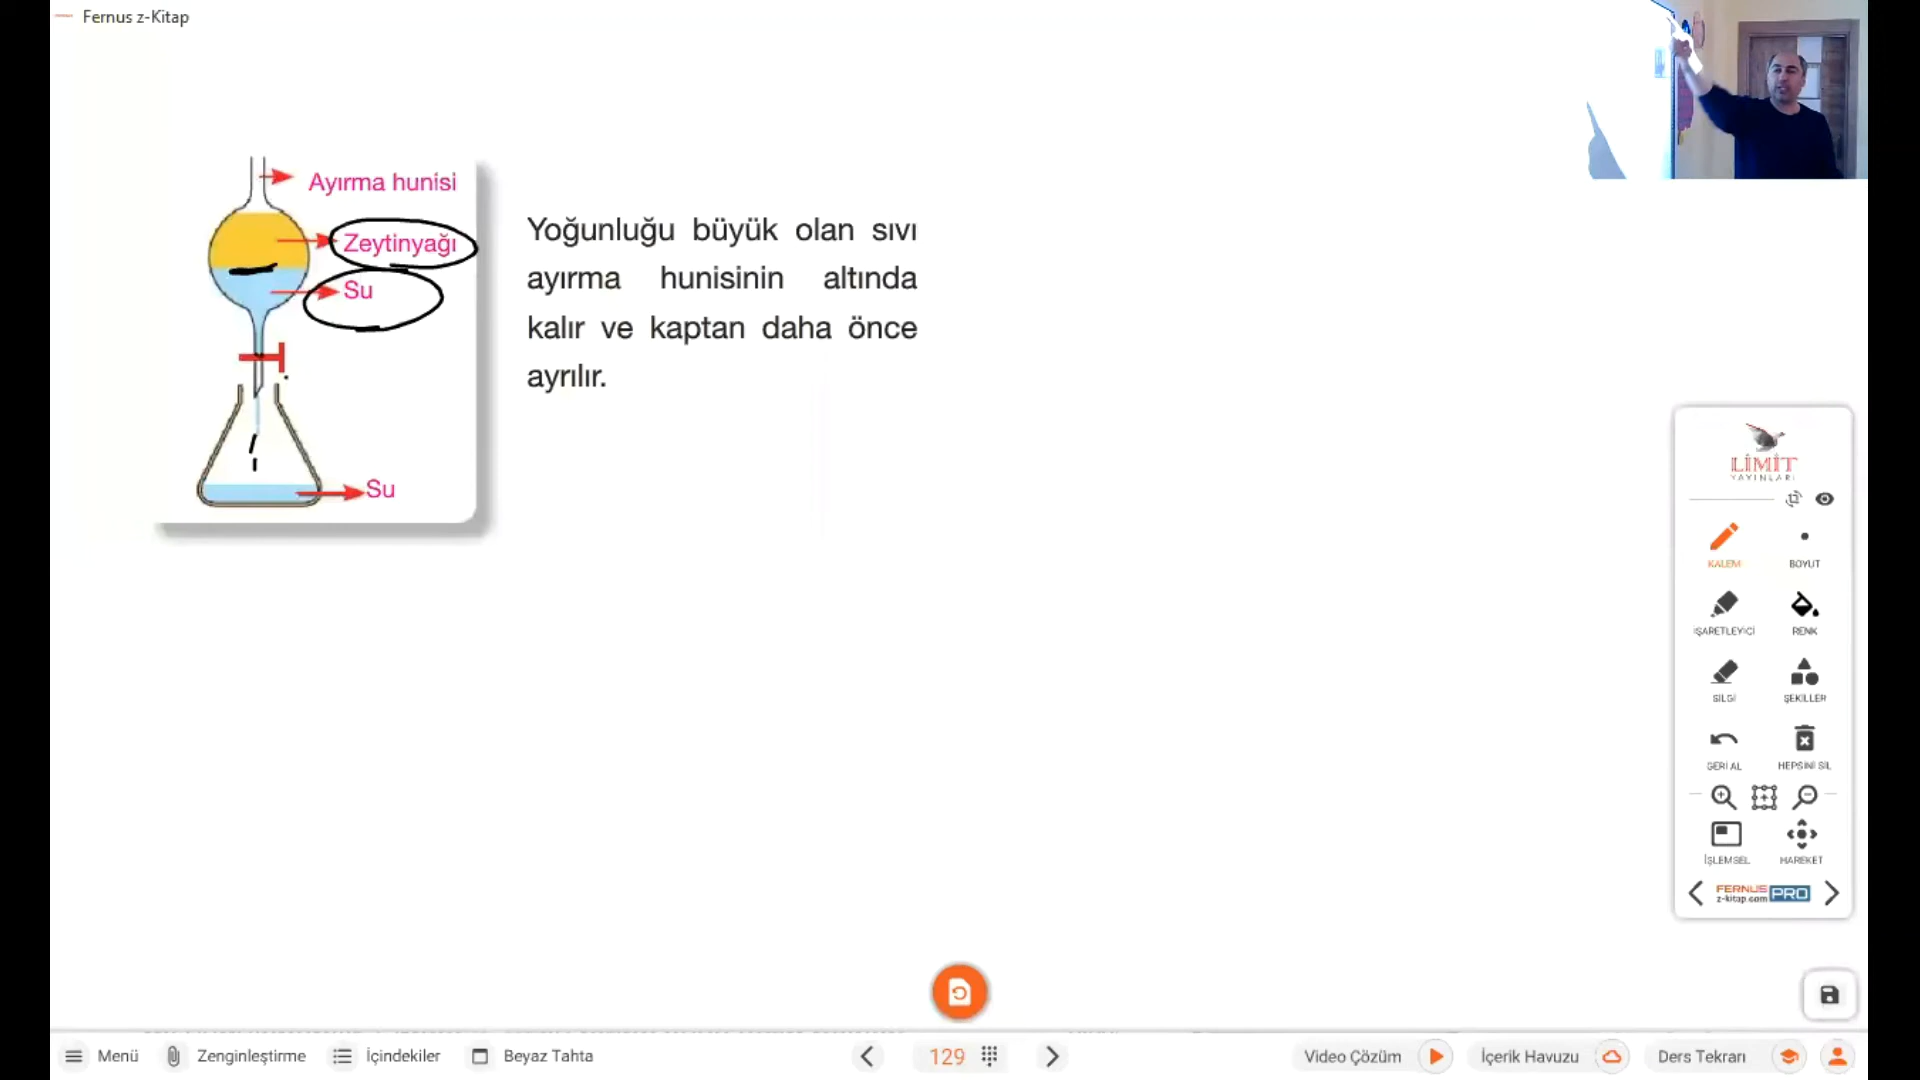 Fernus z-Kitap
Ayırma hunisi
Zeytinyağı
Su
Su
Yoğunluğu büyük olan sıvı
ayırma hunisinin altında
kalır ve kaptan daha önce
ayrılır.
LİMİT
YAYINLARI
KALEM
BOYUT
İŞARETLEYİCİ
RENK
SİLGİ
ŞEKİLLER
GERİ AL
HEPSİNİ SİL
İŞLEMSEL
HAREKET
FERNUS
z-kitap.com PRO
Menü
Zenginleştirme
İçindekiler
Beyaz Tahta
129
Video Çözüm
İçerik Havuzu
Ders Tekrarı